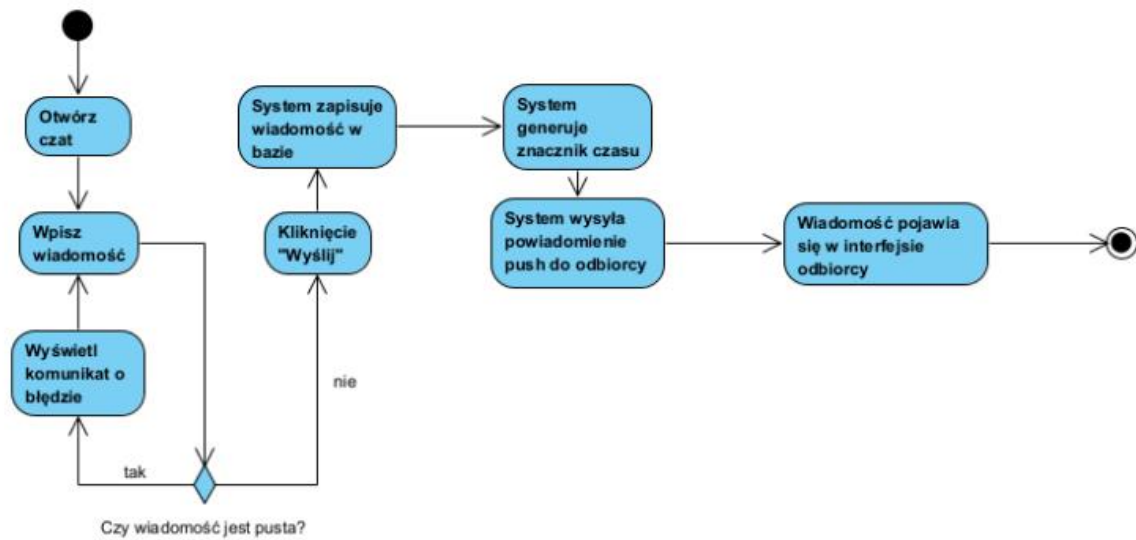 Otwórz
czat
Wpisz
wiadomość
Wyświetl
komunikat o
błędzie
tak
Czy wiadomość jest pusta?
nie
Kliknięcie
"Wyślij"
System zapisuje
wiadomość w
bazie
System
generuje
znacznik czasu
System wysyła
powiadomienie
push do odbiorcy
Wiadomość pojawia
się w interfejsie
odbiorcy